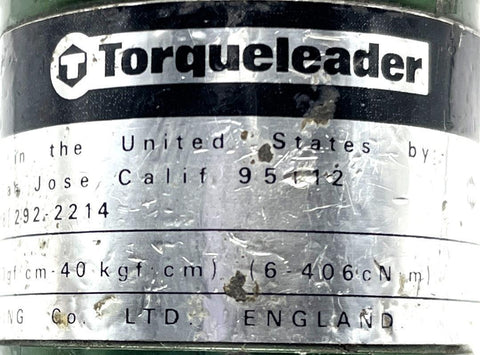 Torqueleader
in the United States by:
Jose, Calif. 95112
292-2214
gf cm-40 kgf cm) (6-406cN m)
NG Co. LTD. ENGLAND